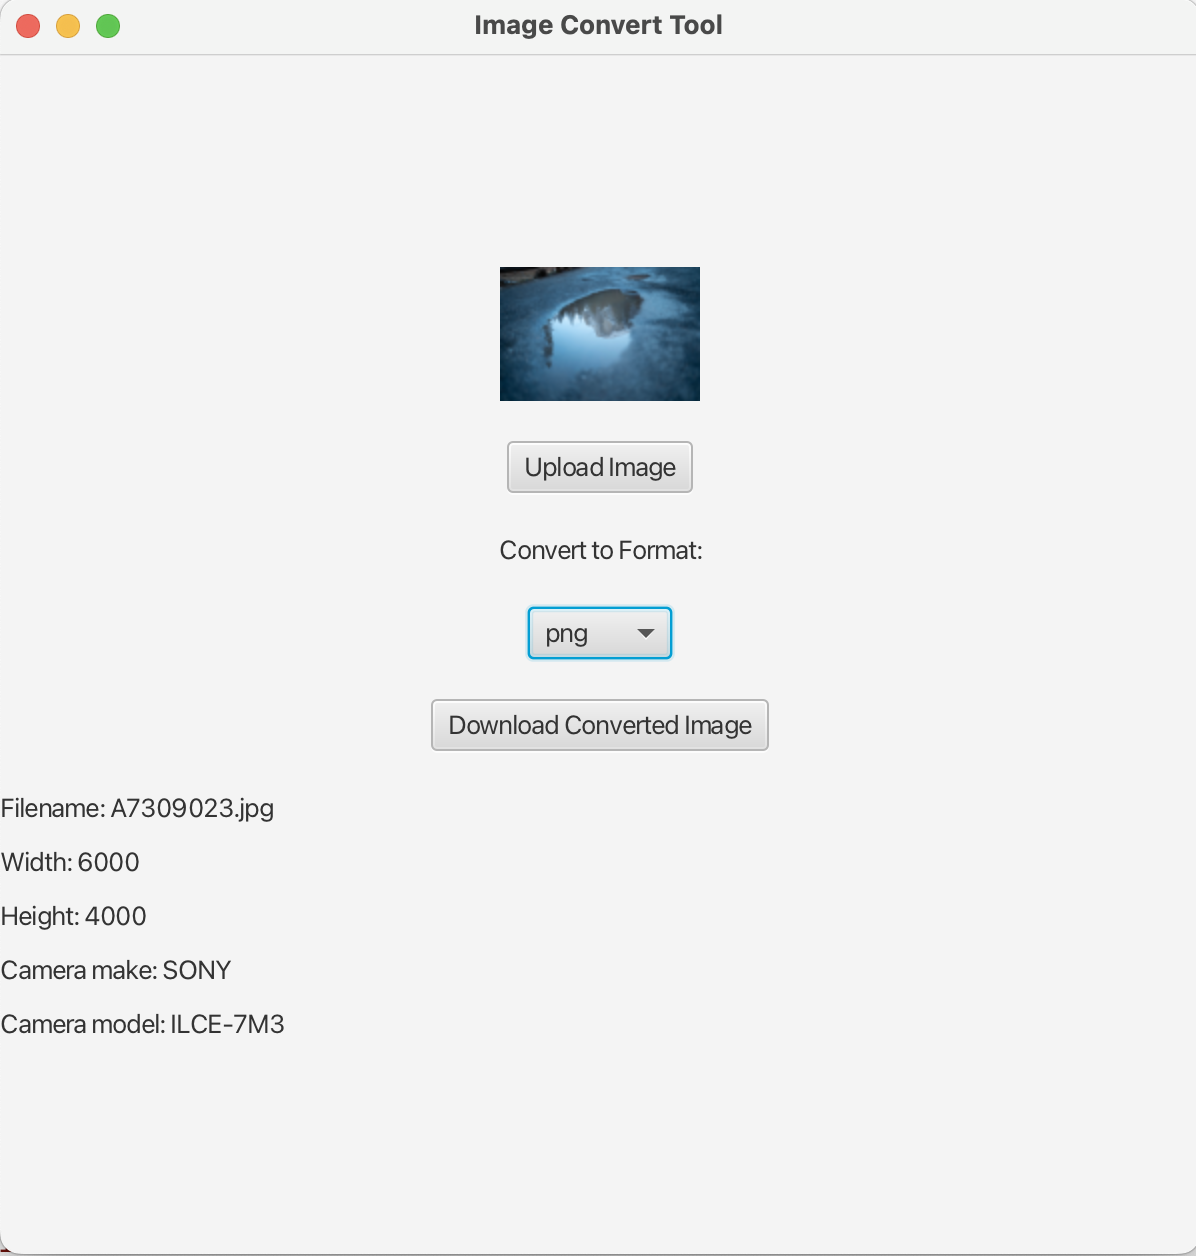 Image Convert Tool
Upload Image
Convert to Format:
png
Download Converted Image
Filename: A7309023.jpg
Width: 6000
Height: 4000
Camera make: SONY
Camera model: ILCE-7M3